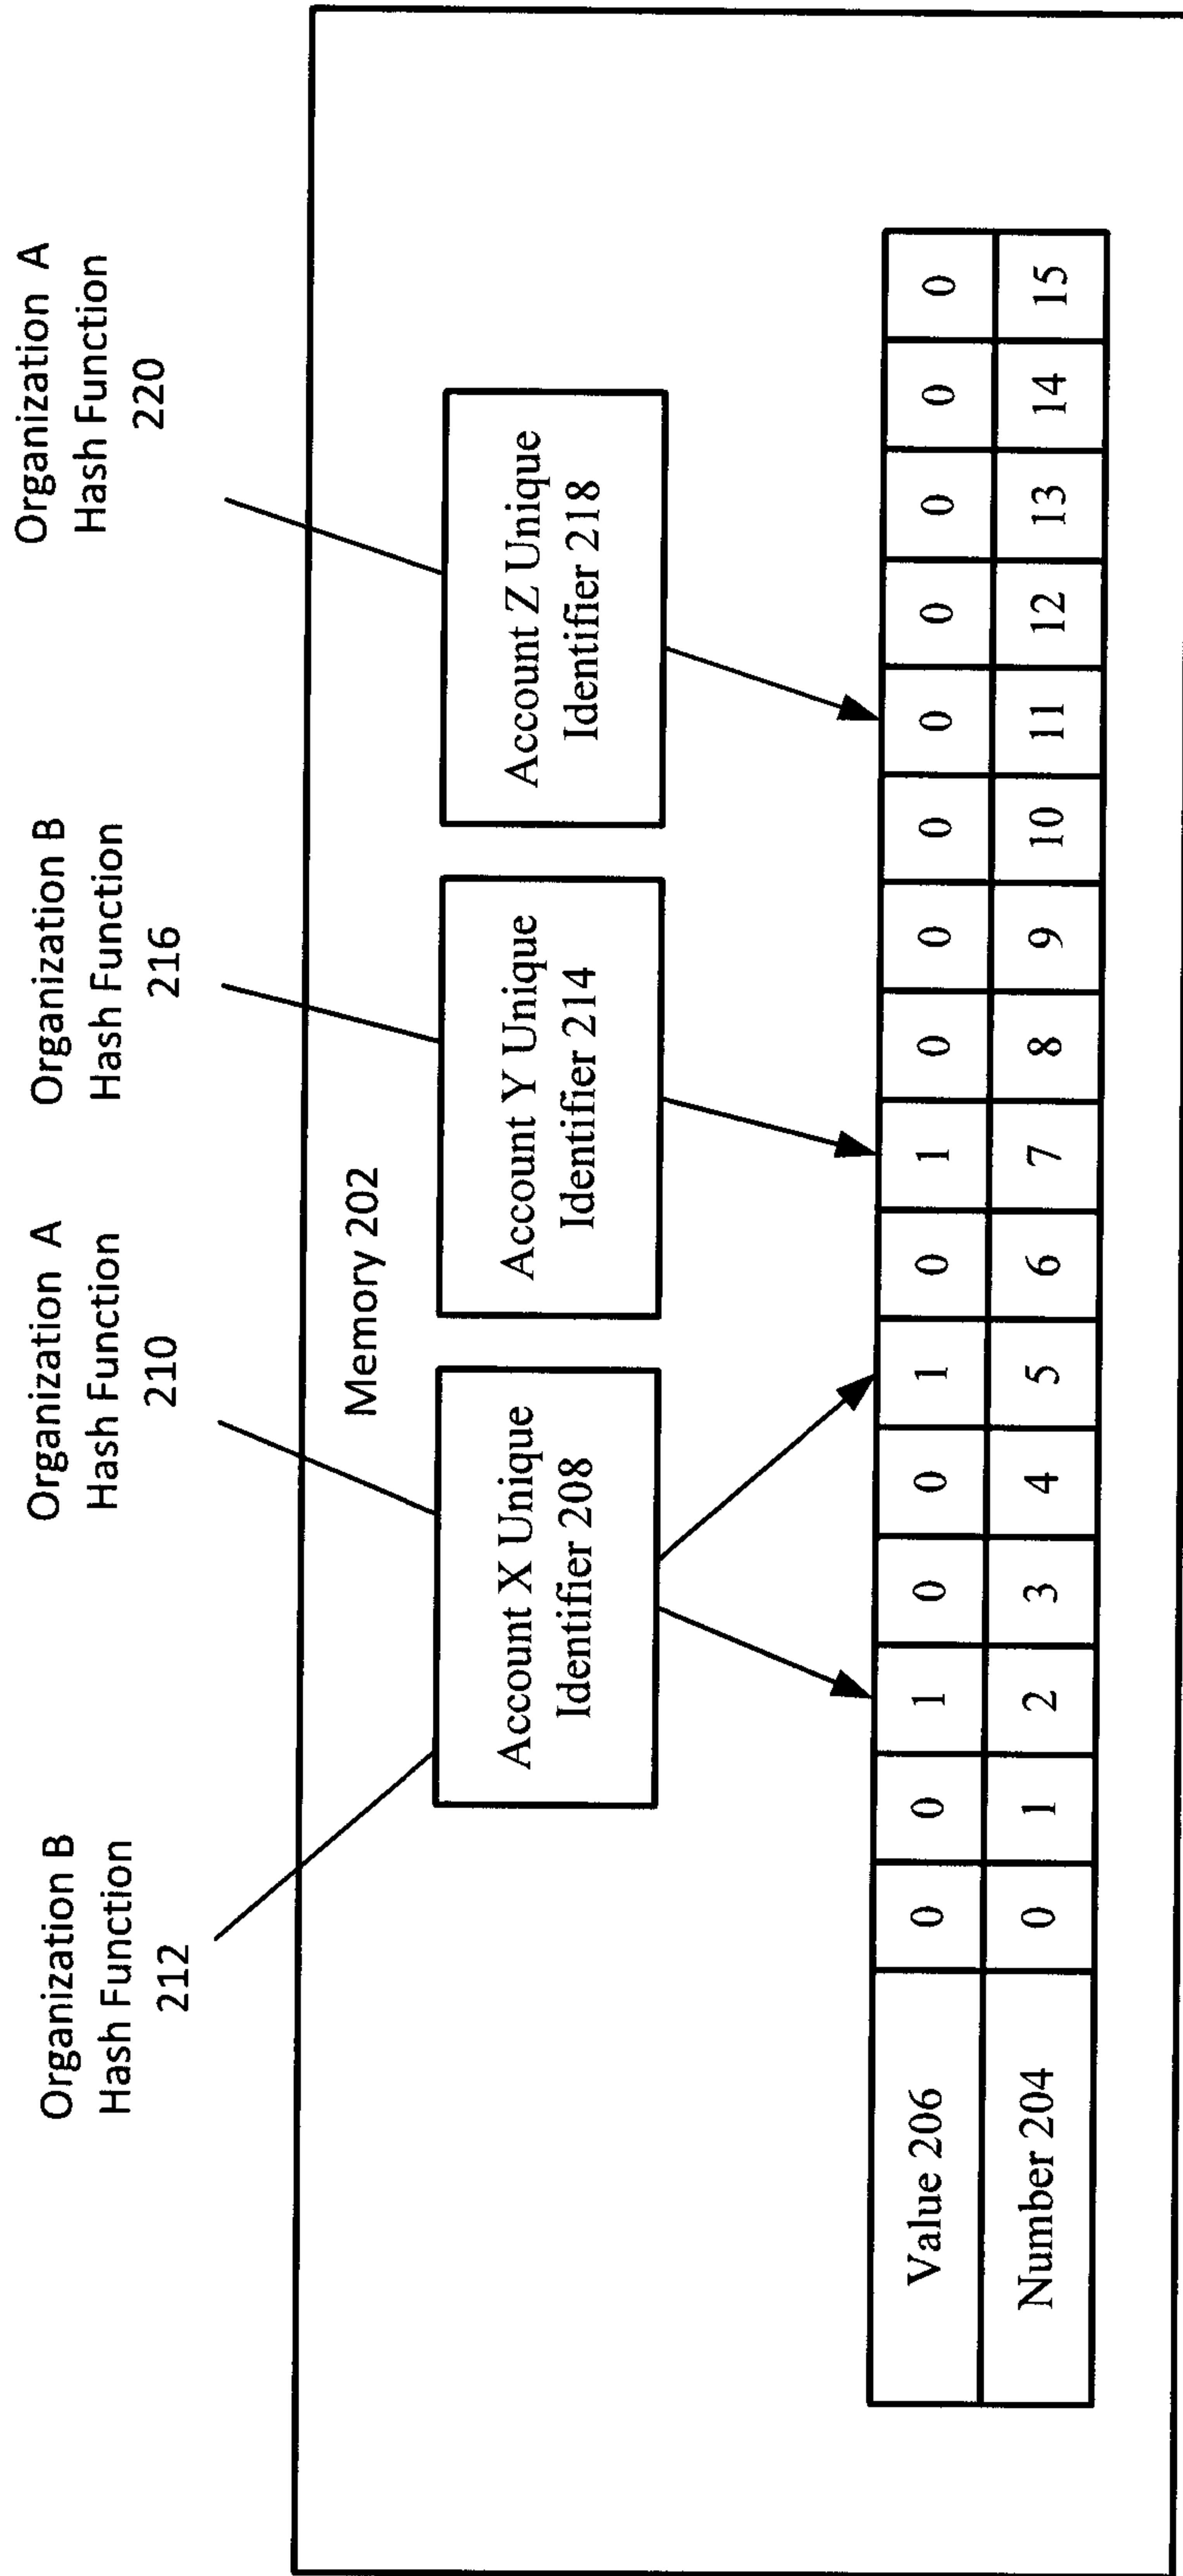 Organization B
Hash Function
212
Organization A
Hash Function
210
Organization B
Hash Function
216
Organization A
Hash Function
220
Memory 202
Account X Unique
Identifier 208
Account Y Unique
Identifier 214
Account Z Unique
Identifier 218
Value 206 0 0 1 0 0 1 0 1 0 0 0 0 0 0 0 0
Number 204 0 1 2 3 4 5 6 7 8 9 10 11 12 13 14 15